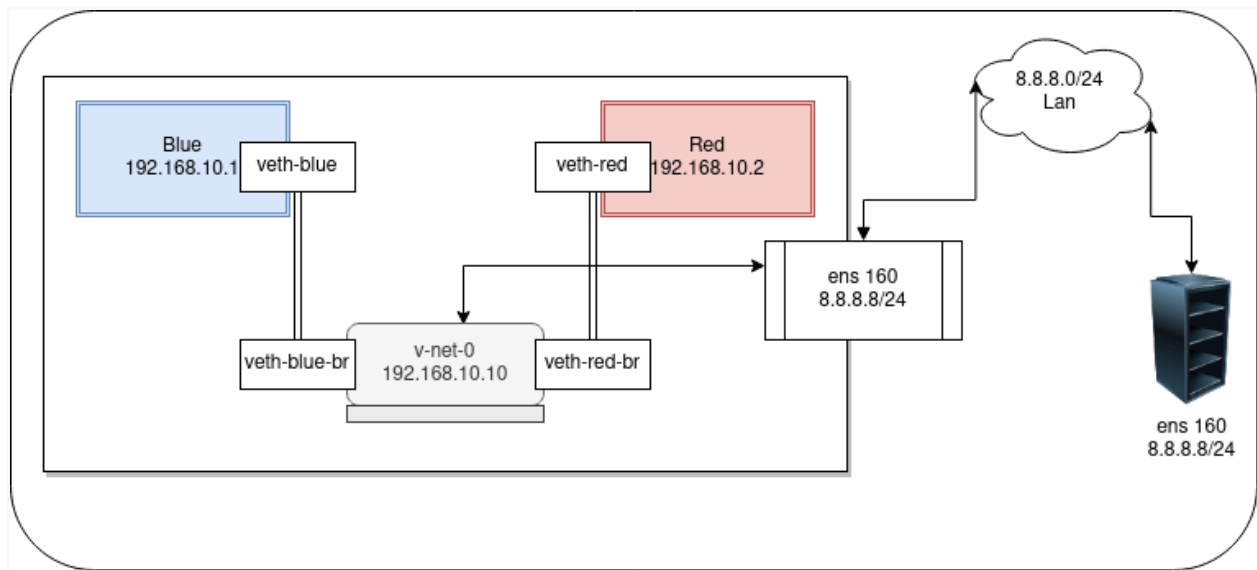 Blue
192.168.10.1
veth-blue
veth-red
Red
192.168.10.2
8.8.8.0/24
Lan
ens 160
8.8.8.8/24
veth-blue-br
v-net-0
192.168.10.10
veth-red-br
ens 160
8.8.8.8/24